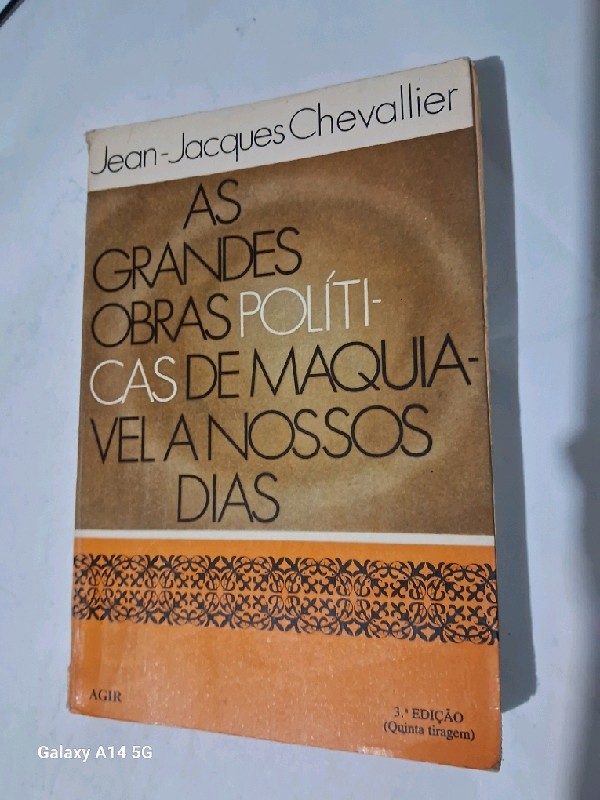 Jean-Jacques Chevallier
AS
GRANDES
OBRAS POLÍTI-
CAS DE MAQUIA-
VEL A NOSSOS
DIAS
AGIR
3.ª EDIÇÃO
(Quinta tiragem)
Galaxy A14 5G